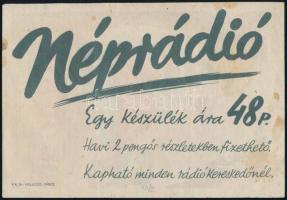 Néprádió
Egy készülék ára 48 P.
Havi 2 pengős részletekben fizethető.
Kapható minden rádiókereskedőnél.